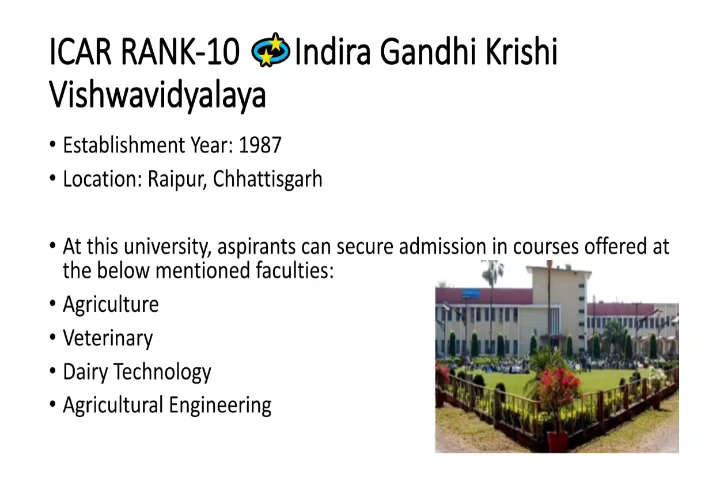 ICAR RANK-10 💫Indira Gandhi Krishi
Vishwavidyalaya
• Establishment Year: 1987
• Location: Raipur, Chhattisgarh
• At this university, aspirants can secure admission in courses offered at
the below mentioned faculties:
• Agriculture
• Veterinary
• Dairy Technology
• Agricultural Engineering